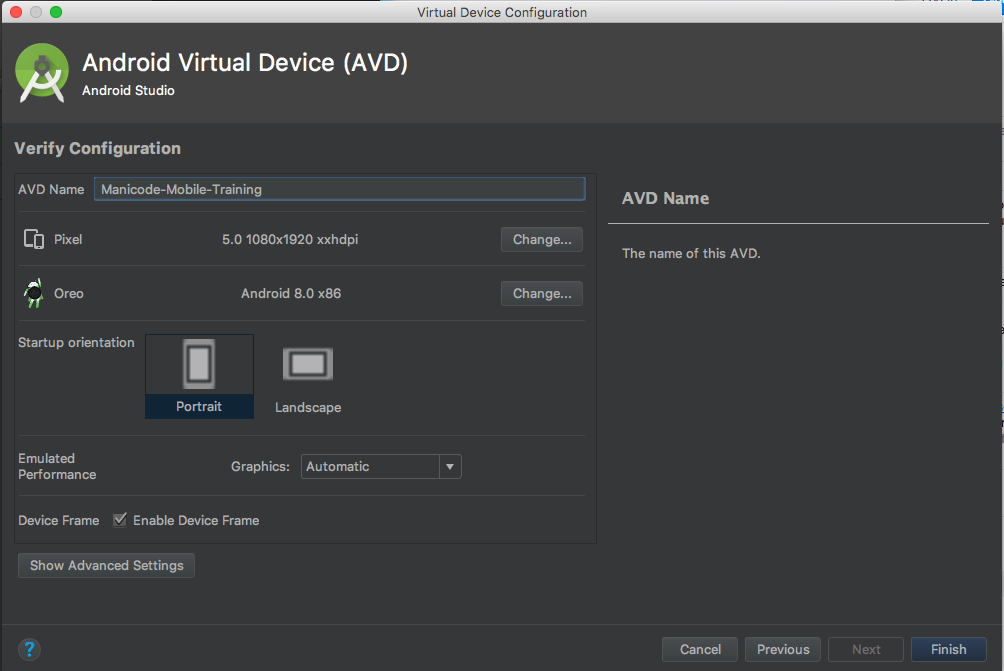 Virtual Device Configuration
Android Virtual Device (AVD)
Android Studio
Verify Configuration
AVD Name Manicode-Mobile-Training
Pixel 5.0 1080x1920 xxhdpi Change...
Oreo Android 8.0 x86 Change...
Startup orientation
Portrait Landscape
Emulated
Performance
Graphics: Automatic
Device Frame Enable Device Frame
Show Advanced Settings
AVD Name
The name of this AVD.
?
Cancel Previous Next Finish